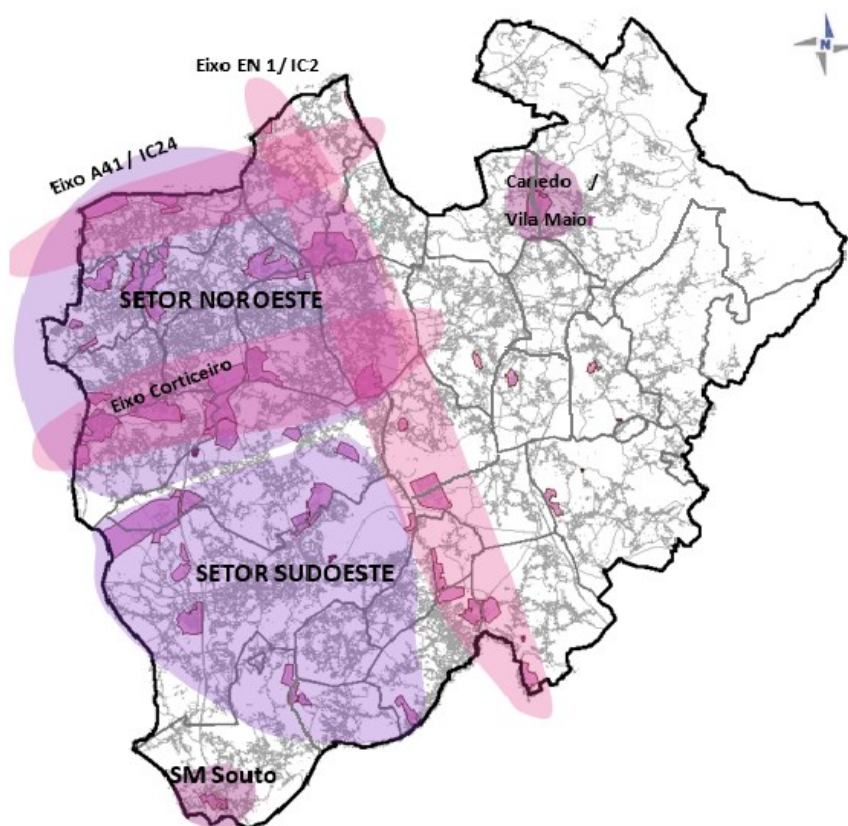 N
Eixo EN 1/ IC2
Eixo A41 / IC24
Canedo /
Vila Maior
SETOR NOROESTE
Eixo Corticeiro
SETOR SUDOESTE
SM Souto